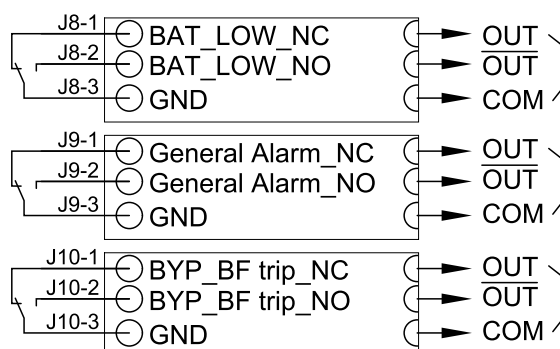 J8-1 BAT_LOW_NC OUT
J8-2 BAT_LOW_NO OUT
J8-3 GND COM
J9-1 General Alarm_NC OUT
J9-2 General Alarm_NO OUT
J9-3 GND COM
J10-1 BYP_BF trip_NC OUT
J10-2 BYP_BF trip_NO OUT
J10-3 GND COM